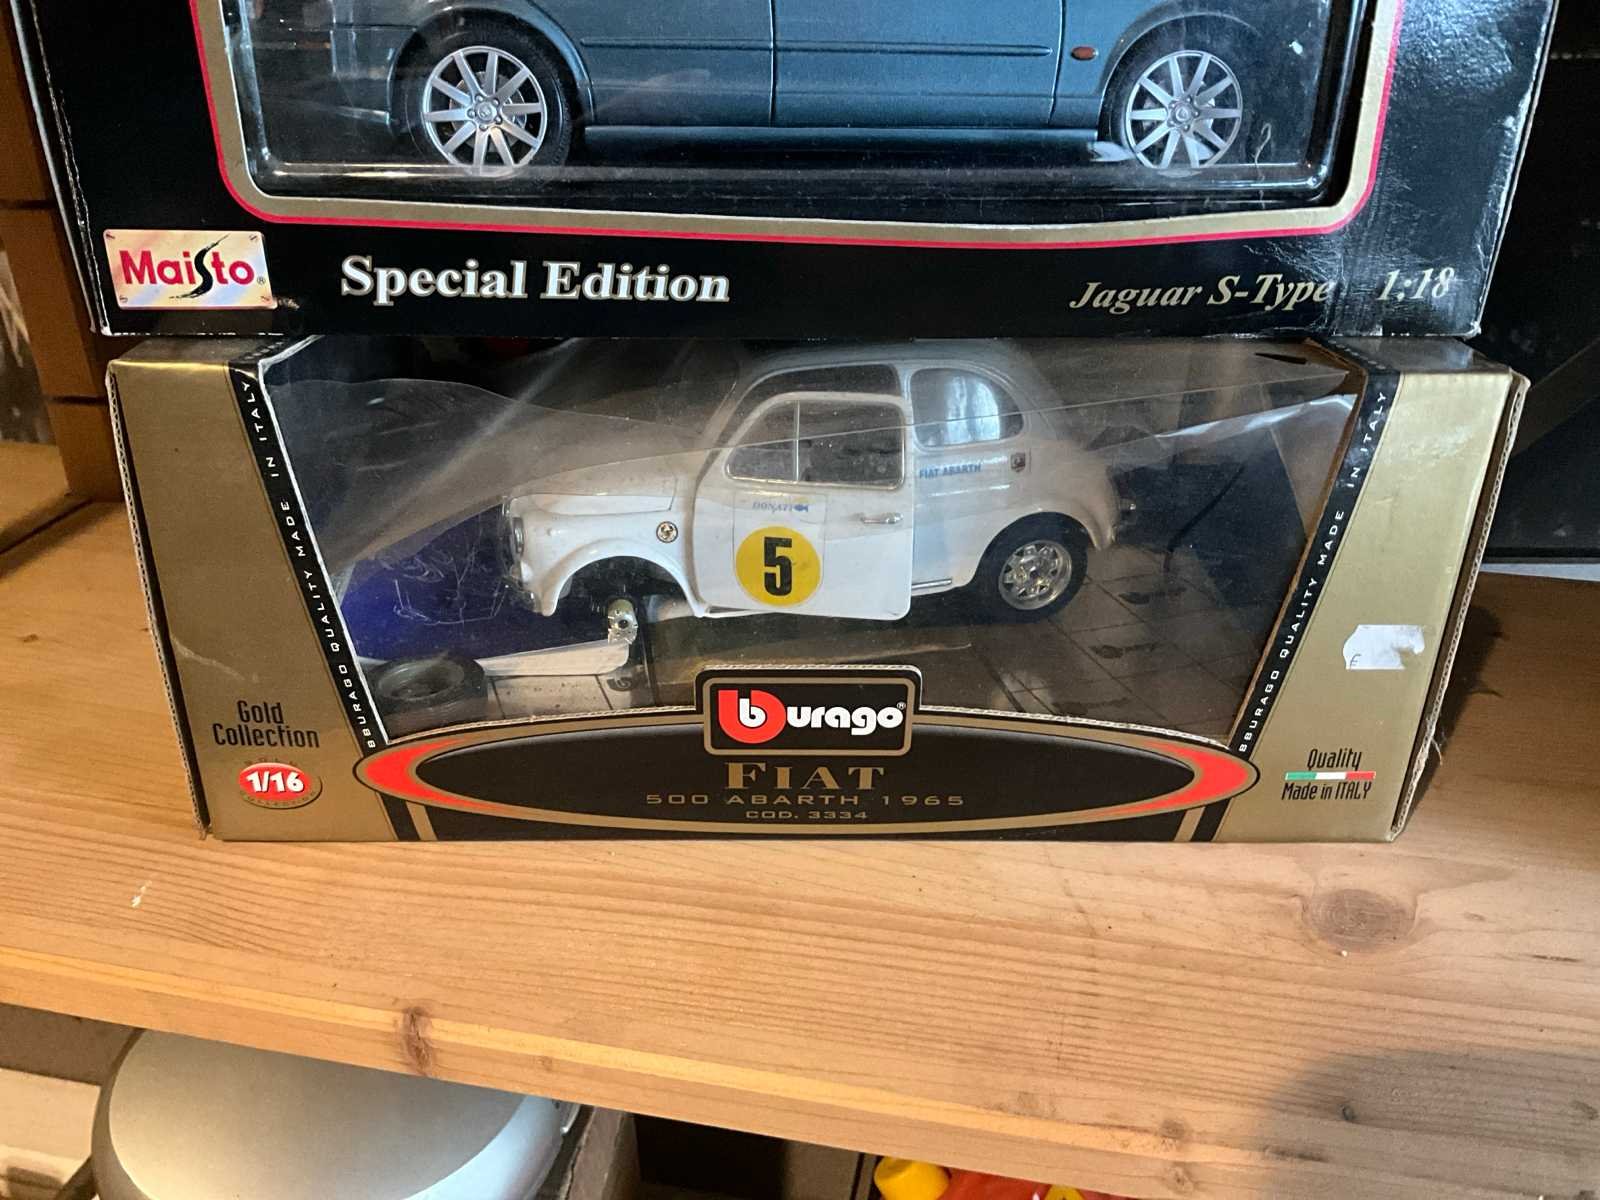 Maisto®
Special Edition
Jaguar S-Type 1:18
BBURAGO QUALITY MADE IN ITALY
BBURAGO QUALITY MADE IN ITALY
FIAT ABARTH
DONATI
5
Gold
Collection
1/16
burago®
FIAT
500 ABARTH 1965
COD. 3334
Quality
Made in ITALY
£